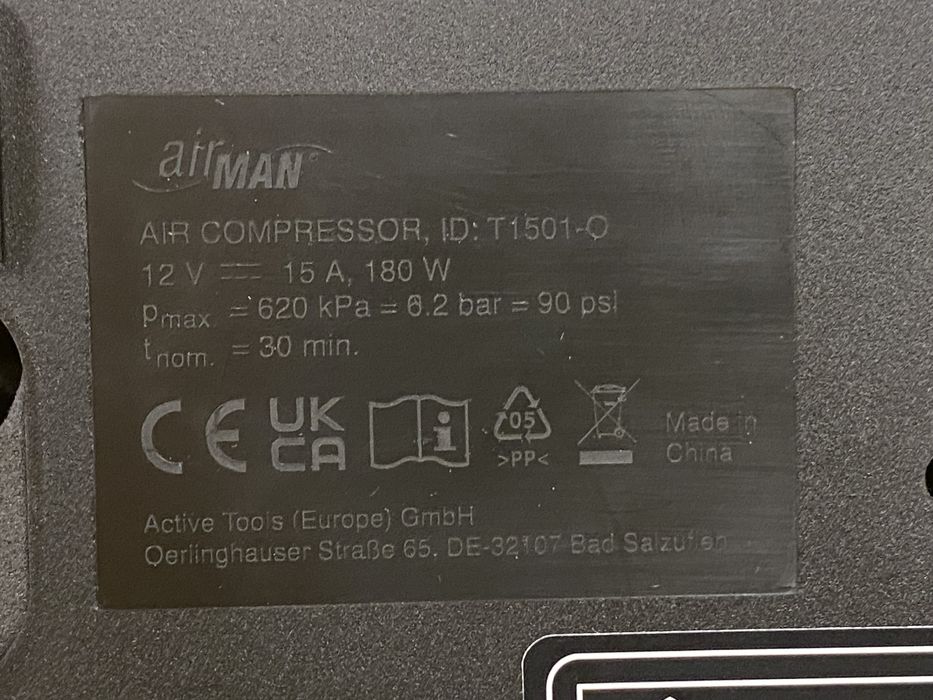 airMAN®
AIR COMPRESSOR, ID: T1501-O
12 V ⎓ 15 A, 180 W
pmax. = 620 kPa = 6.2 bar = 90 psi
tnom. = 30 min.
CE UK
CA
i
05
>PP<
Made in
China
Active Tools (Europe) GmbH
Oerlinghauser Straße 65, DE-32107 Bad Salzuflen